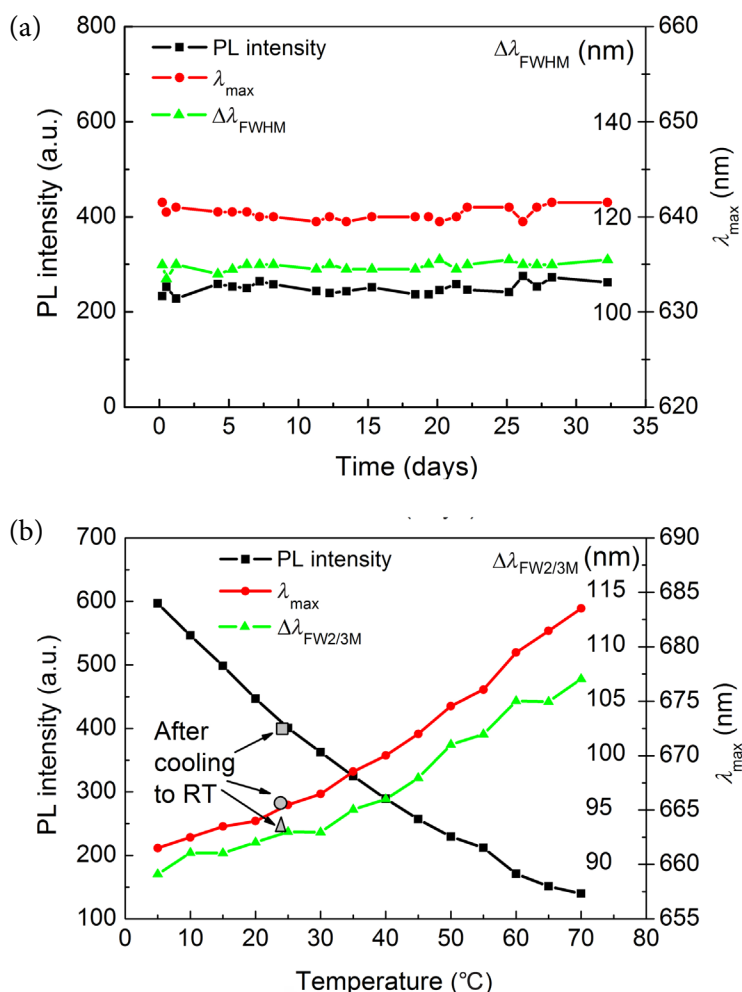 (a)
800
600
400
200
0
PL intensity (a.u.)
PL intensity
λmax
ΔλFWHM
ΔλFWHM (nm)
140
120
100
660
650
640
630
620
λmax (nm)
0 5 10 15 20 25 30 35
Time (days)
(b)
700
600
500
400
300
200
100
PL intensity (a.u.)
PL intensity
λmax
ΔλFW2/3M
After
cooling
to RT
ΔλFW2/3M (nm)
115
110
105
100
95
90
690
685
680
675
670
665
660
655
λmax (nm)
0 10 20 30 40 50 60 70 80
Temperature (°C)